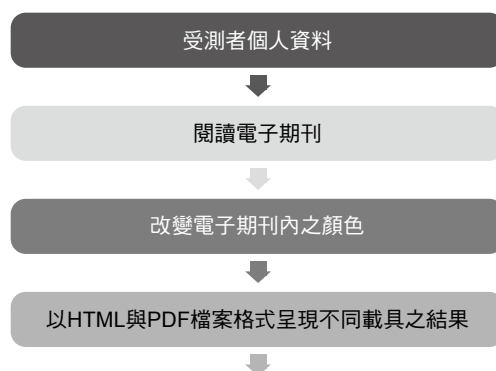 受測者個人資料
閱讀電子期刊
改變電子期刊內之顏色
以HTML與PDF檔案格式呈現不同載具之結果